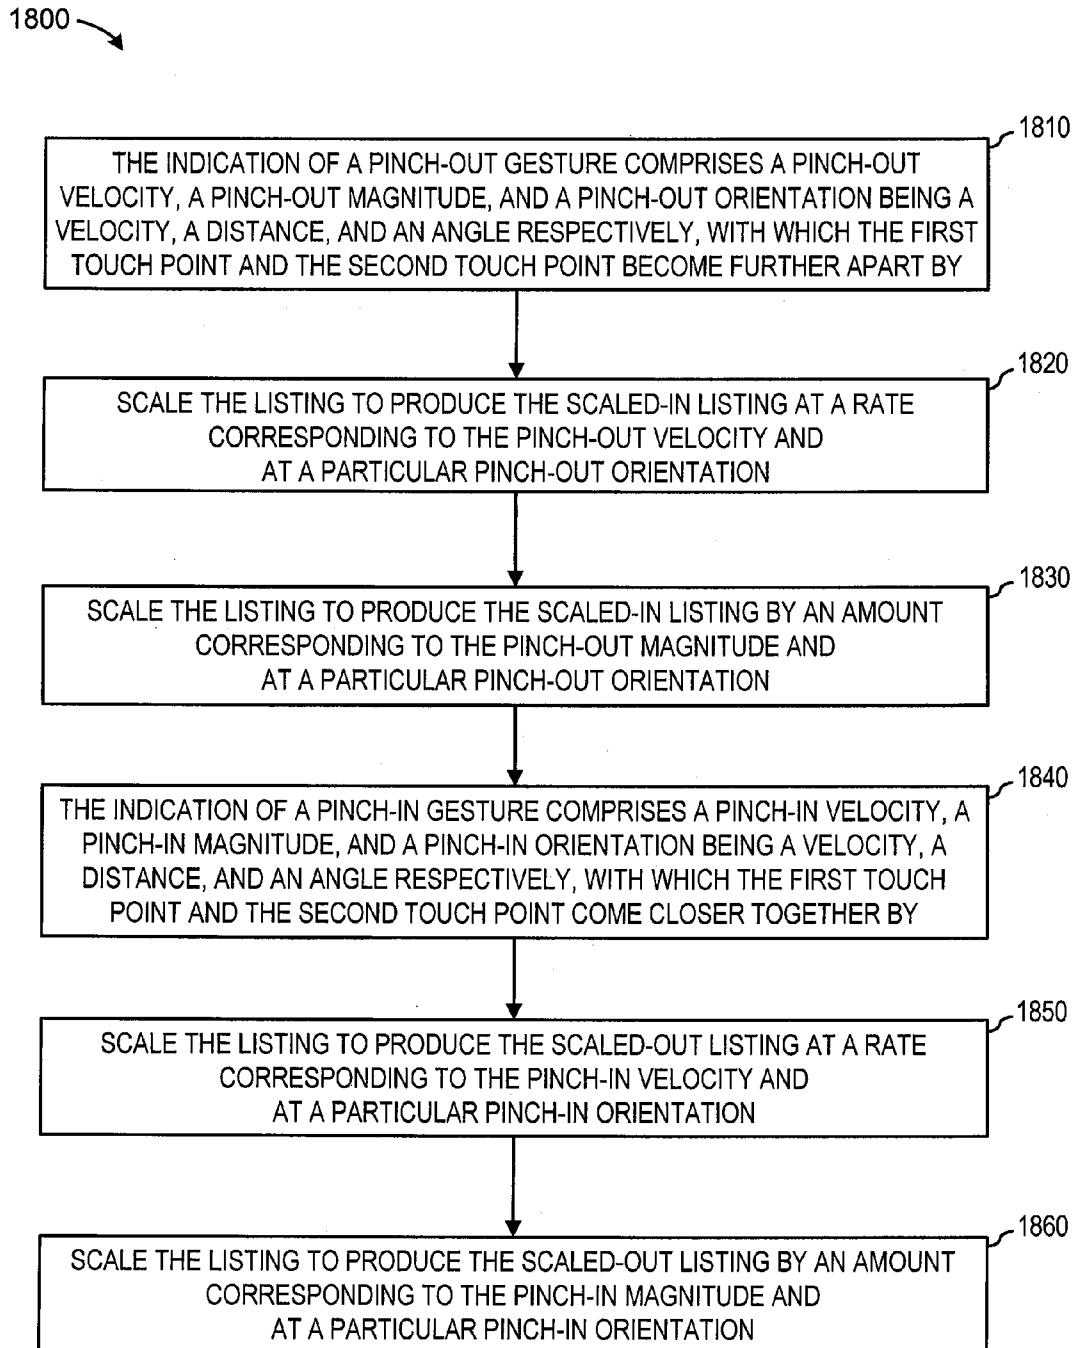 1800
1810
THE INDICATION OF A PINCH-OUT GESTURE COMPRISES A PINCH-OUT
VELOCITY, A PINCH-OUT MAGNITUDE, AND A PINCH-OUT ORIENTATION BEING A
VELOCITY, A DISTANCE, AND AN ANGLE RESPECTIVELY, WITH WHICH THE FIRST
TOUCH POINT AND THE SECOND TOUCH POINT BECOME FURTHER APART BY
1820
SCALE THE LISTING TO PRODUCE THE SCALED-IN LISTING AT A RATE
CORRESPONDING TO THE PINCH-OUT VELOCITY AND
AT A PARTICULAR PINCH-OUT ORIENTATION
1830
SCALE THE LISTING TO PRODUCE THE SCALED-IN LISTING BY AN AMOUNT
CORRESPONDING TO THE PINCH-OUT MAGNITUDE AND
AT A PARTICULAR PINCH-OUT ORIENTATION
1840
THE INDICATION OF A PINCH-IN GESTURE COMPRISES A PINCH-IN VELOCITY, A
PINCH-IN MAGNITUDE, AND A PINCH-IN ORIENTATION BEING A VELOCITY, A
DISTANCE, AND AN ANGLE RESPECTIVELY, WITH WHICH THE FIRST TOUCH
POINT AND THE SECOND TOUCH POINT COME CLOSER TOGETHER BY
1850
SCALE THE LISTING TO PRODUCE THE SCALED-OUT LISTING AT A RATE
CORRESPONDING TO THE PINCH-IN VELOCITY AND
AT A PARTICULAR PINCH-IN ORIENTATION
1860
SCALE THE LISTING TO PRODUCE THE SCALED-OUT LISTING BY AN AMOUNT
CORRESPONDING TO THE PINCH-IN MAGNITUDE AND
AT A PARTICULAR PINCH-IN ORIENTATION